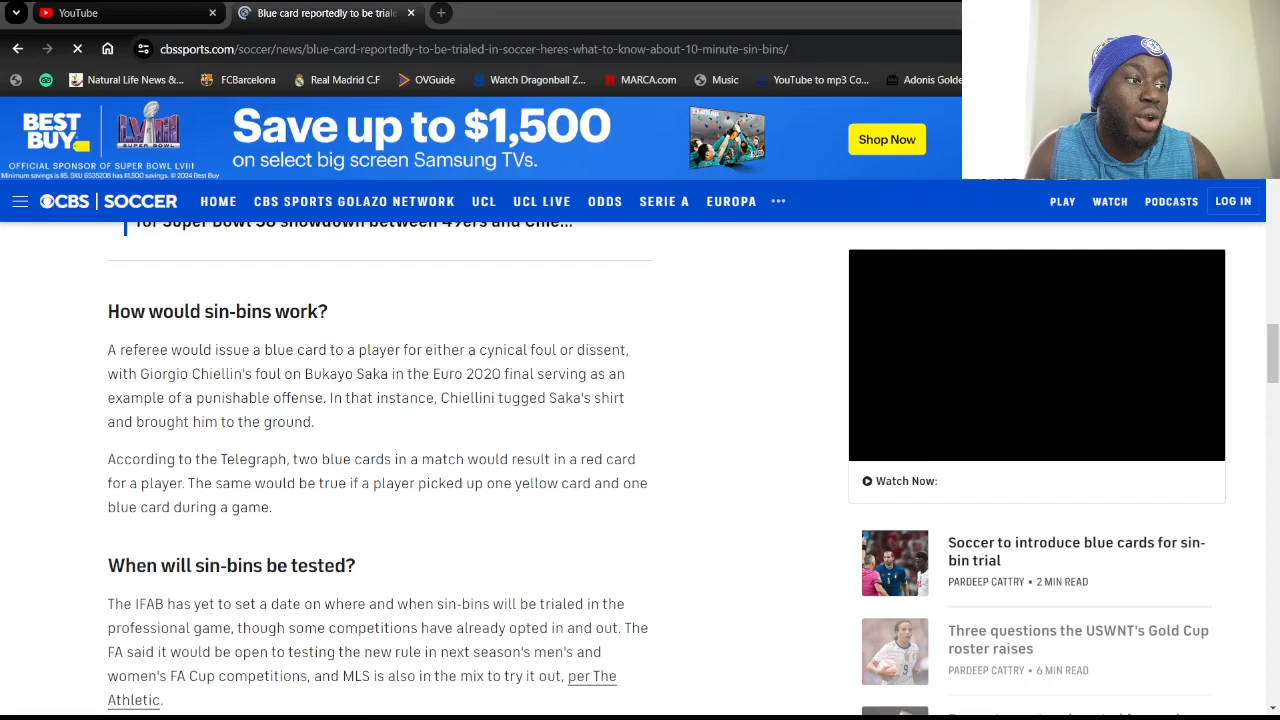 YouTube
Blue card reportedly to be triale
cbssports.com/soccer/news/blue-card-reportedly-to-be-trialed-in-soccer-heres-what-to-know-about-10-minute-sin-bins/
Natural Life News &...
FCBarcelona
Real Madrid C.F
OVGuide
Watch Dragonball Z...
MARCA.com
Music
YouTube to mp3 Co...
Adonis Golde
BEST BUY
LVIII
SUPER BOWL
OFFICIAL SPONSOR OF SUPER BOWL LVIII
Minimum savings is $5. SKU 6538208 has $1,500 savings. © 2024 Best Buy
Save up to $1,500
on select big screen Samsung TVs.
Shop Now
CBS | SOCCER
HOME
CBS SPORTS GOLAZO NETWORK
UCL
UCL LIVE
ODDS
SERIE A
EUROPA
PLAY
WATCH
PODCASTS
LOG IN
for Super Bowl 58 showdown between 49ers and Chie...
How would sin-bins work?
A referee would issue a blue card to a player for either a cynical foul or dissent,
with Giorgio Chiellin's foul on Bukayo Saka in the Euro 2020 final serving as an
example of a punishable offense. In that instance, Chiellini tugged Saka's shirt
and brought him to the ground.
According to the Telegraph, two blue cards in a match would result in a red card
for a player. The same would be true if a player picked up one yellow card and one
blue card during a game.
When will sin-bins be tested?
The IFAB has yet to set a date on where and when sin-bins will be trialed in the
professional game, though some competitions have already opted in and out. The
FA said it would be open to testing the new rule in next season's men's and
women's FA Cup competitions, and MLS is also in the mix to try it out, per The
Athletic.
Watch Now:
Soccer to introduce blue cards for sin-
bin trial
PARDEEP CATTRY • 2 MIN READ
Three questions the USWNT's Gold Cup
roster raises
PARDEEP CATTRY • 6 MIN READ